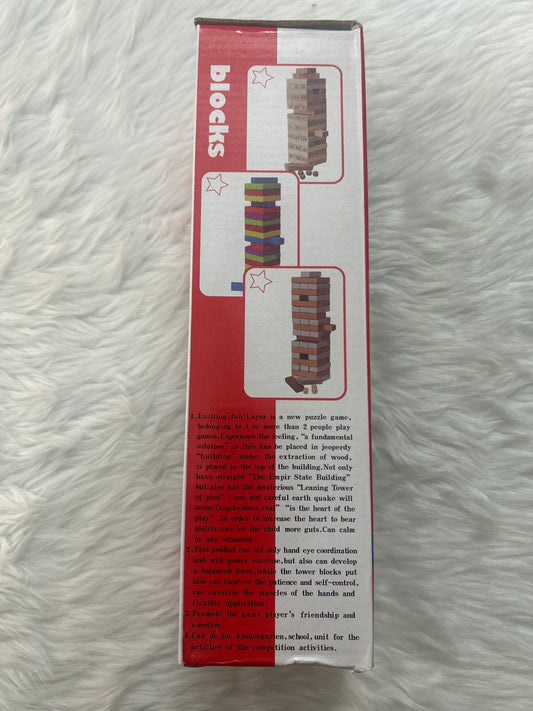 blocks
1.Exciting,fun!Layer is a new puzzle game,
belonging to 1 or more than 2 people play
games.Experience the feeling, "a fundamental
solution" to this has be placed in jeoperdy
"building" under the extraction of wood,
is placed in the top of the building.Not only
have straight "The Empir State Building"
but also has the mysterious "Leaning Tower
of pisa" , one not careful earth quake will
occur "is the heart of the
play".In order to increase the heart to bear
ability,can let the child more guts.Can calm
in any situation.
2.This product can not only hand eye coordination
and will power exercise,but also can develop
a balanced force,while the tower blocks put
also can improve the patience and self-control,
can exercise the muscles of the hands and
flexible application.
3.Promote the game player's friendship and
emotion.
4.Can do for kindergarten,school,unit for the
acficties of the competition activities.